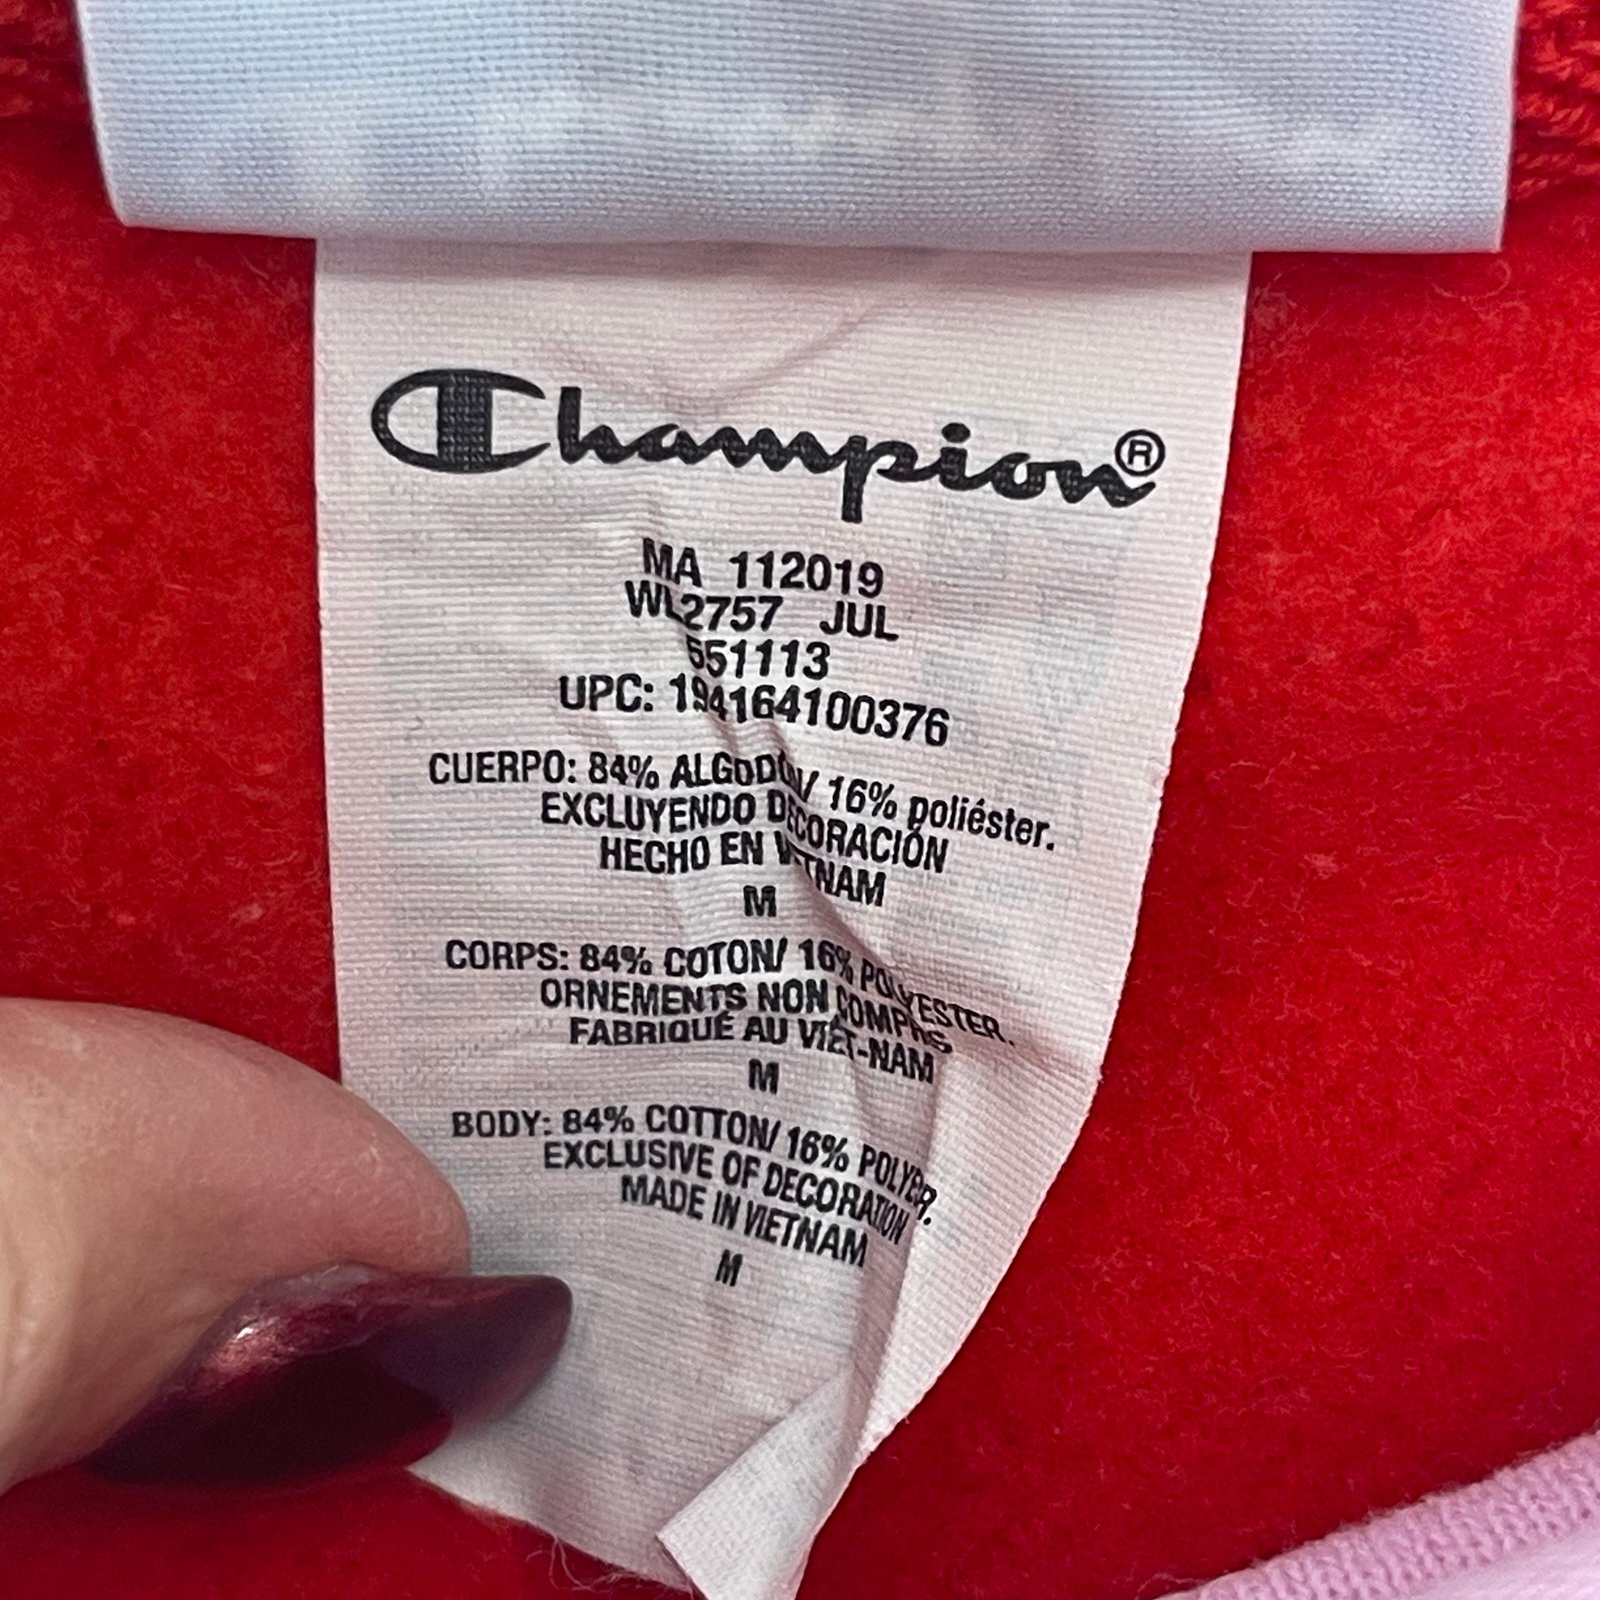 Champion®
MA 112019
WL2757 JUL
551113
UPC: 194164100376
CUERPO: 84% ALGODÓN/ 16% poliéster.
EXCLUYENDO DECORACIÓN
HECHO EN VIETNAM
M
CORPS: 84% COTON/ 16% POLYESTER.
ORNEMENTS NON COMPRIS
FABRIQUÉ AU VIÊT-NAM
M
BODY: 84% COTTON/ 16% POLYESTER.
EXCLUSIVE OF DECORATION
MADE IN VIETNAM
M